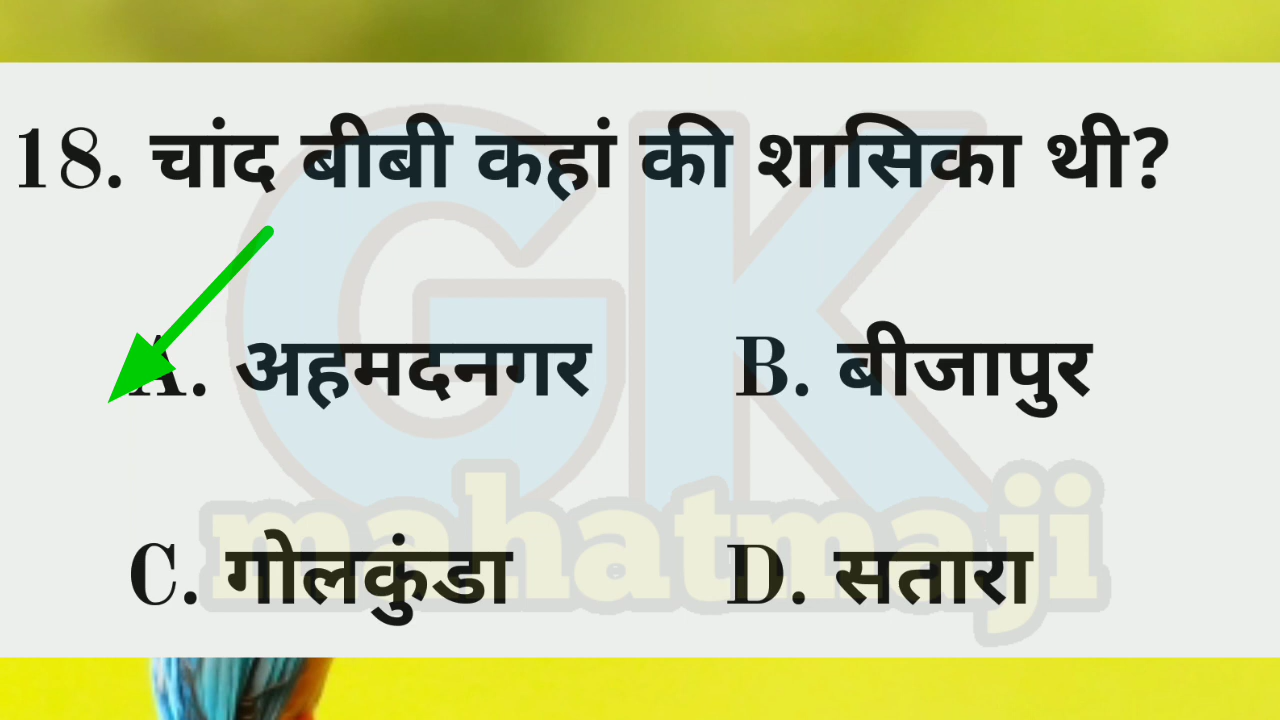 18. चांद बीबी कहां की शासिका थी?
A. अहमदनगर B. बीजापुर
C. गोलकुंडा D. सतारा
GK
mahatmaji